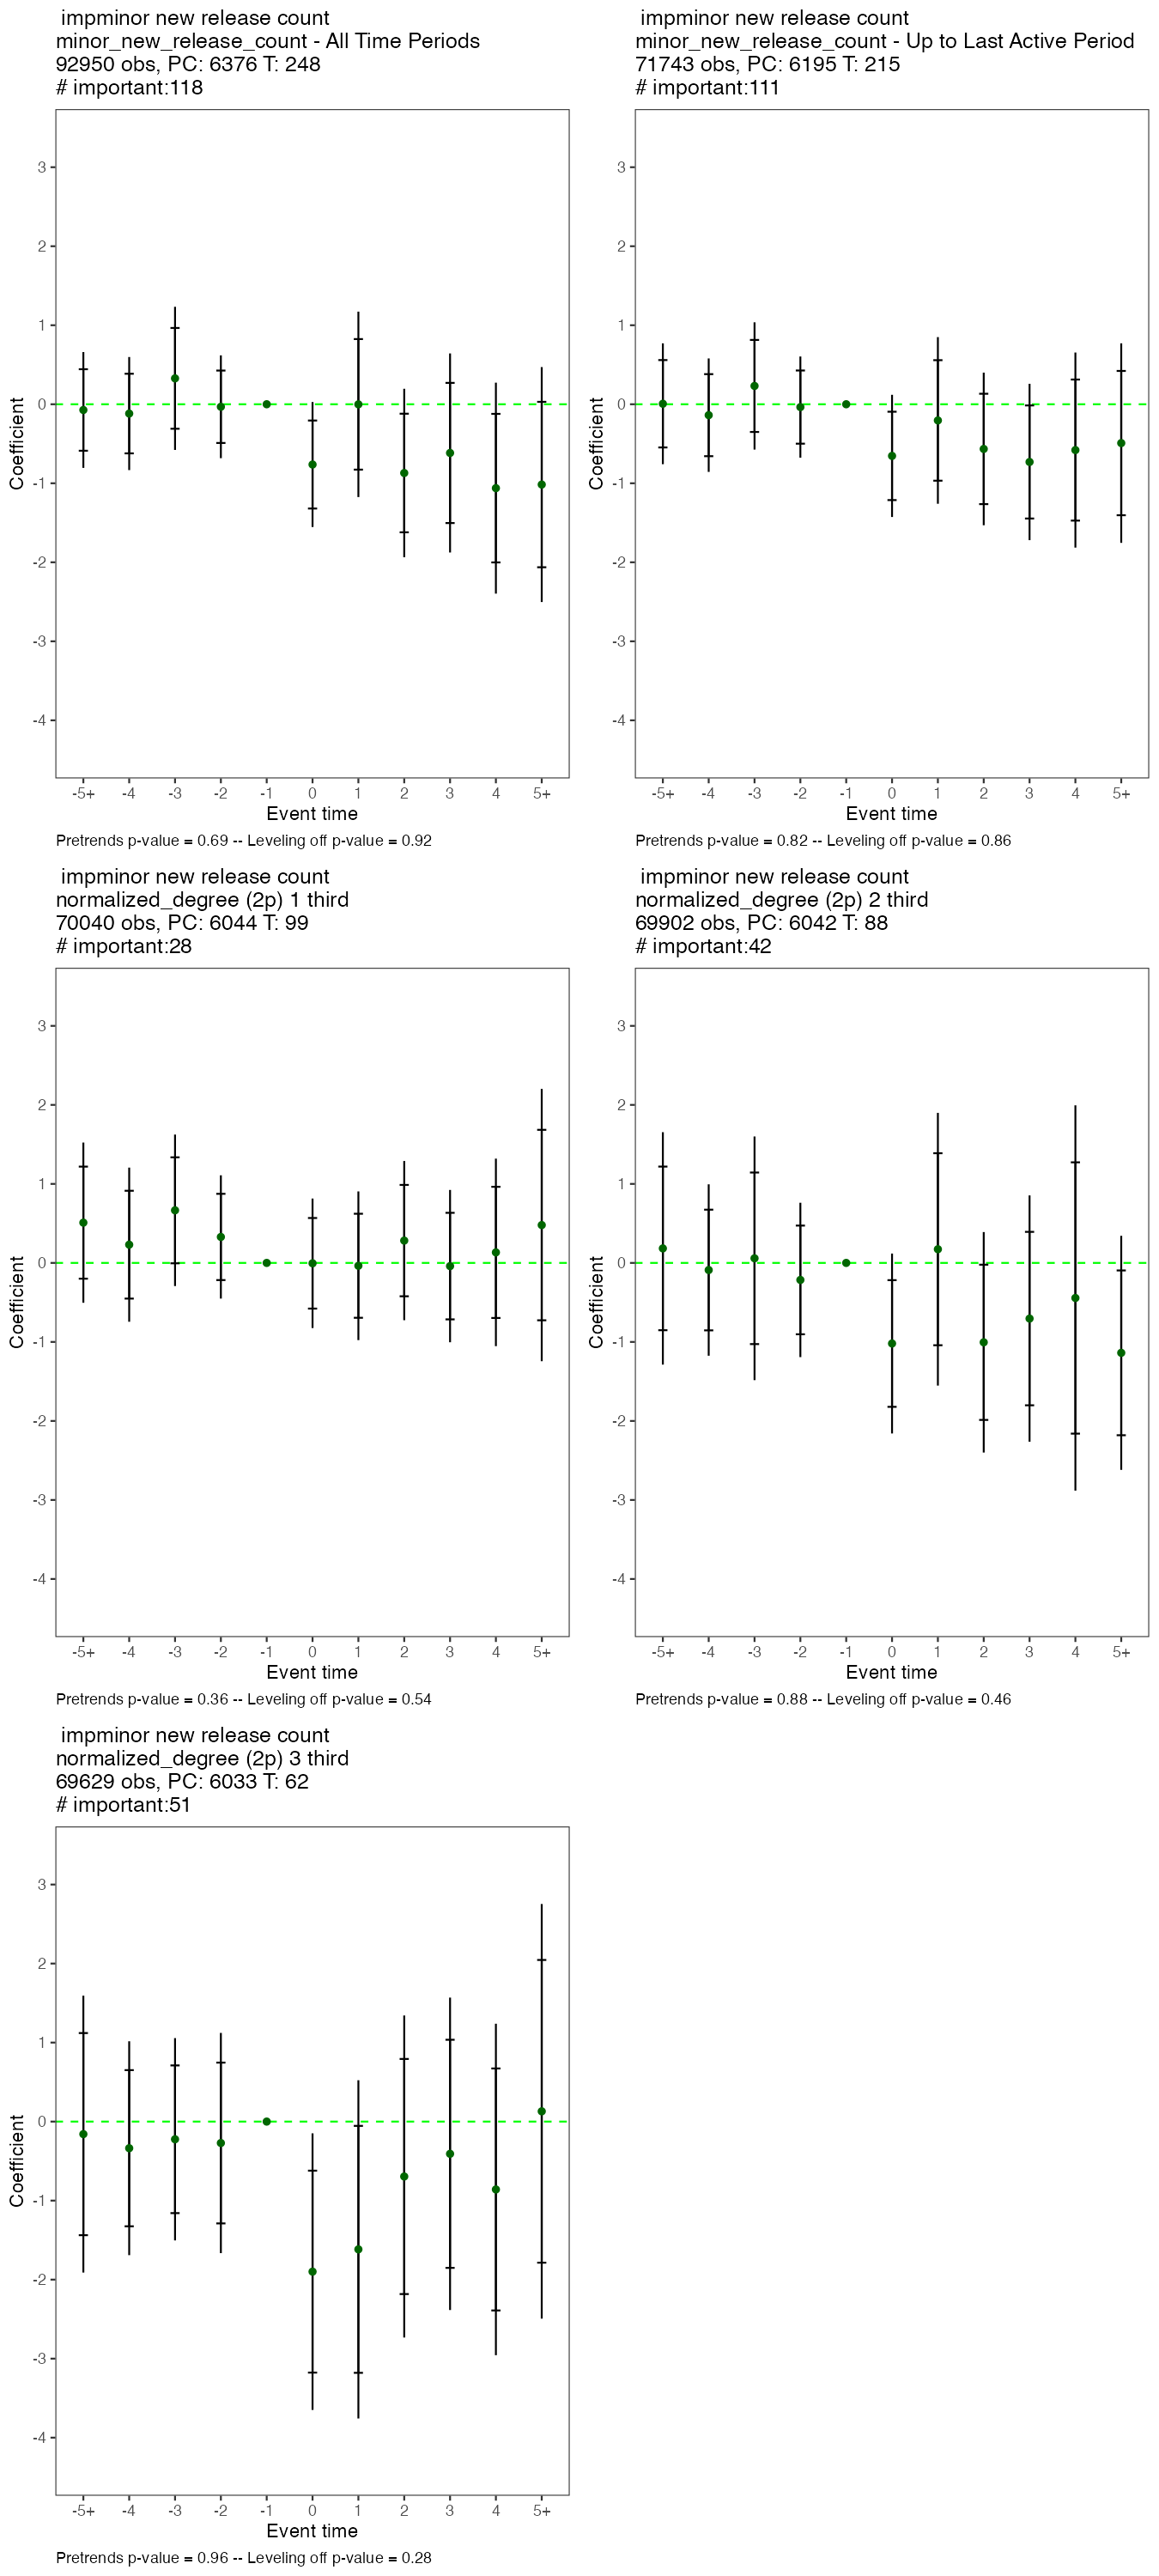 impminor new release count
minor_new_release_count - All Time Periods
92950 obs, PC: 6376 T: 248
# important:118
3
2
1
0
-1
-2
-3
-4
Coefficient
-5+ -4 -3 -2 -1 0 1 2 3 4 5+
Event time
Pretrends p-value = 0.69 -- Leveling off p-value = 0.92
impminor new release count
minor_new_release_count - Up to Last Active Period
71743 obs, PC: 6195 T: 215
# important:111
3
2
1
0
-1
-2
-3
-4
Coefficient
-5+ -4 -3 -2 -1 0 1 2 3 4 5+
Event time
Pretrends p-value = 0.82 -- Leveling off p-value = 0.86
impminor new release count
normalized_degree (2p) 1 third
70040 obs, PC: 6044 T: 99
# important:28
3
2
1
0
-1
-2
-3
-4
Coefficient
-5+ -4 -3 -2 -1 0 1 2 3 4 5+
Event time
Pretrends p-value = 0.36 -- Leveling off p-value = 0.54
impminor new release count
normalized_degree (2p) 2 third
69902 obs, PC: 6042 T: 88
# important:42
3
2
1
0
-1
-2
-3
-4
Coefficient
-5+ -4 -3 -2 -1 0 1 2 3 4 5+
Event time
Pretrends p-value = 0.88 -- Leveling off p-value = 0.46
impminor new release count
normalized_degree (2p) 3 third
69629 obs, PC: 6033 T: 62
# important:51
3
2
1
0
-1
-2
-3
-4
Coefficient
-5+ -4 -3 -2 -1 0 1 2 3 4 5+
Event time
Pretrends p-value = 0.96 -- Leveling off p-value = 0.28